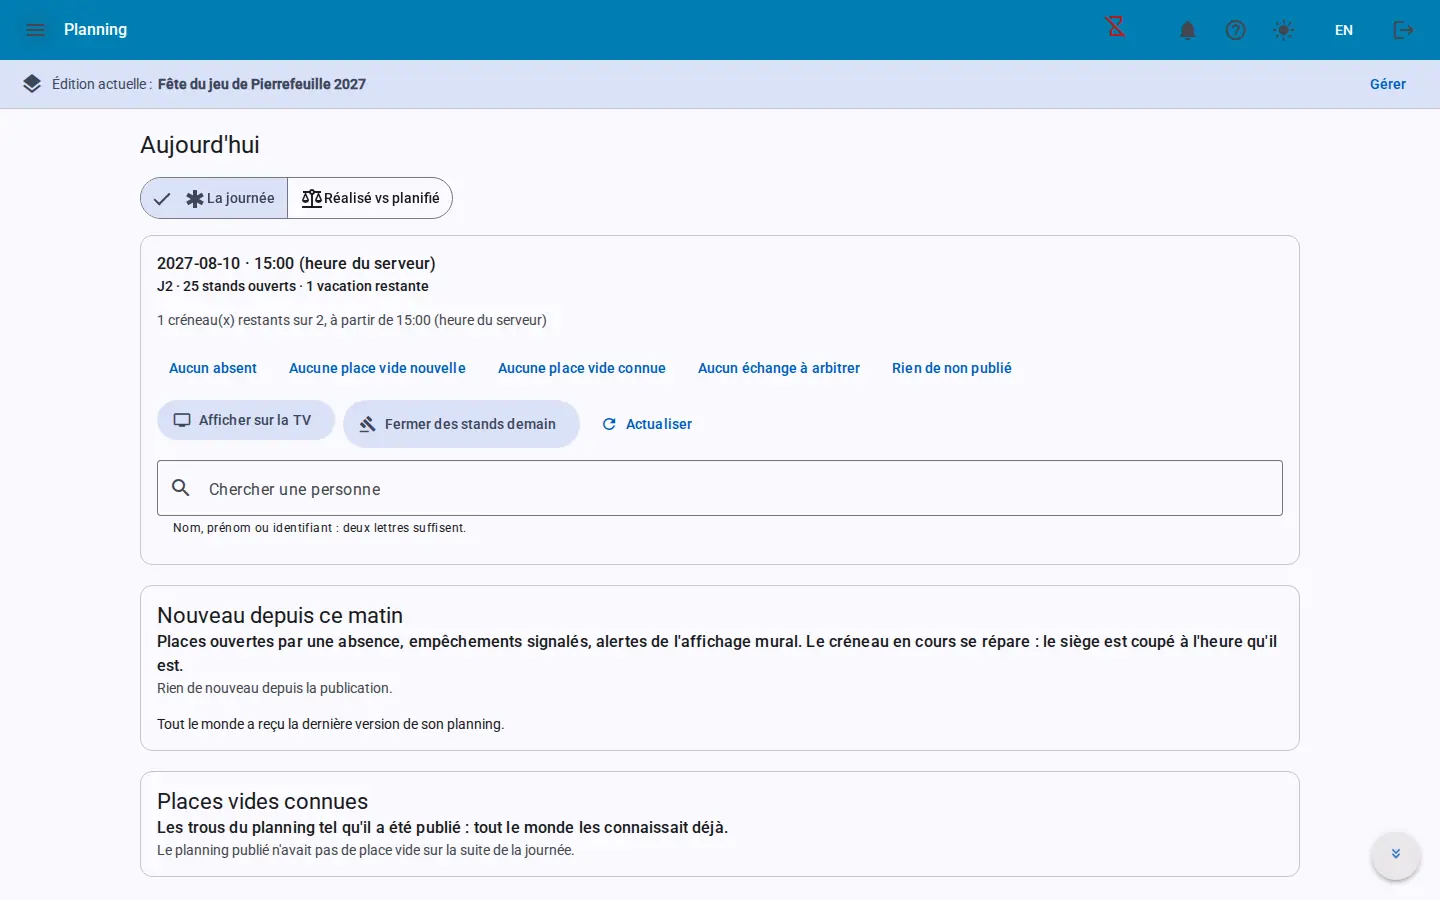 Planning
EN
Édition actuelle : Fête du jeu de Pierrefeuille 2027
Gérer
Aujourd'hui
La journée
Réalisé vs planifié
2027-08-10 · 15:00 (heure du serveur)
J2 · 25 stands ouverts · 1 vacation restante
1 créneau(x) restants sur 2, à partir de 15:00 (heure du serveur)
Aucun absent
Aucune place vide nouvelle
Aucune place vide connue
Aucun échange à arbitrer
Rien de non publié
Afficher sur la TV
Fermer des stands demain
Actualiser
Chercher une personne
Nom, prénom ou identifiant : deux lettres suffisent.
Nouveau depuis ce matin
Places ouvertes par une absence, empêchements signalés, alertes de l'affichage mural. Le créneau en cours se répare : le siège est coupé à l'heure qu'il
est.
Rien de nouveau depuis la publication.
Tout le monde a reçu la dernière version de son planning.
Places vides connues
Les trous du planning tel qu'il a été publié : tout le monde les connaissait déjà.
Le planning publié n'avait pas de place vide sur la suite de la journée.